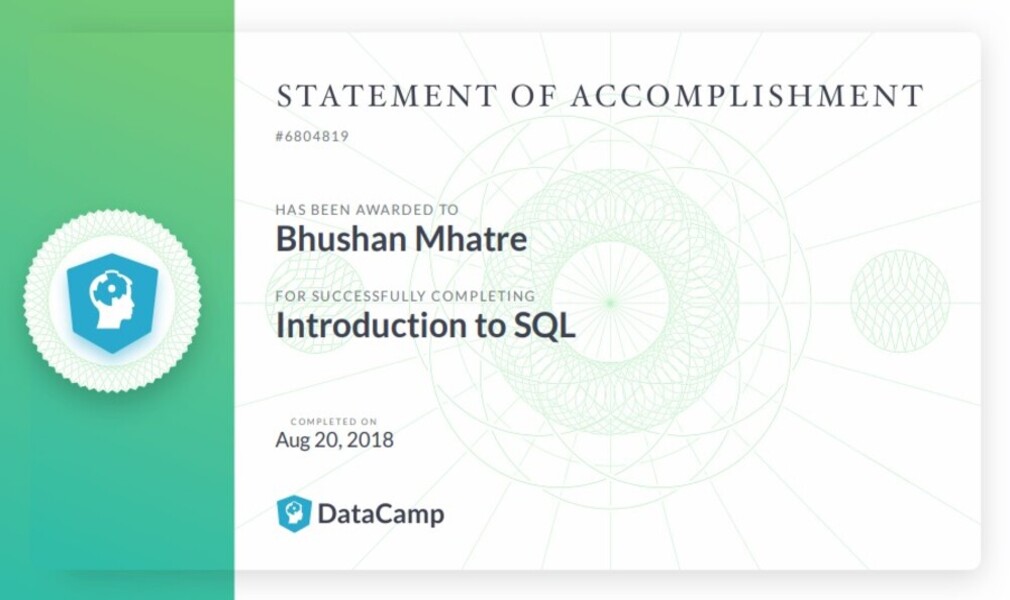 STATEMENT OF ACCOMPLISHMENT
#6804819
HAS BEEN AWARDED TO
Bhushan Mhatre
FOR SUCCESSFULLY COMPLETING
Introduction to SQL
COMPLETED ON
Aug 20, 2018
DataCamp